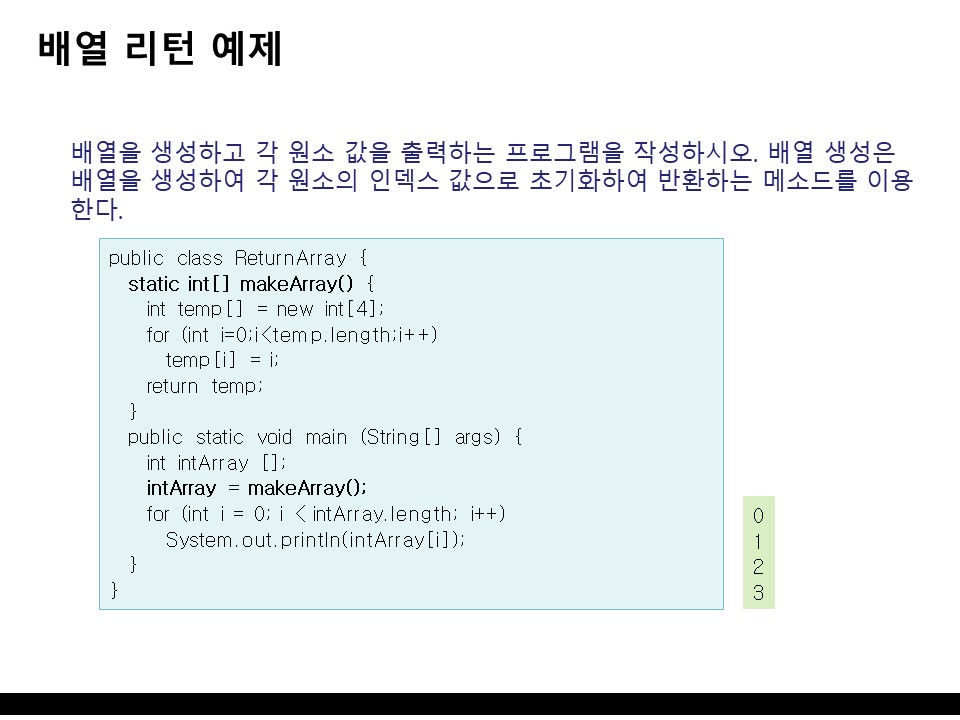 배열 리턴 예제
배열을 생성하고 각 원소 값을 출력하는 프로그램을 작성하시오. 배열 생성은
배열을 생성하여 각 원소의 인덱스 값으로 초기화하여 반환하는 메소드를 이용
한다.
public class ReturnArray {
static int[] makeArray() {
int temp[] = new int[4];
for (int i=0;i<temp.length;i++)
temp[i] = i;
return temp;
}
public static void main (String[] args) {
int intArray [];
intArray = makeArray();
for (int i = 0; i < intArray.length; i++)
System.out.println(intArray[i]);
}
}
0
1
2
3